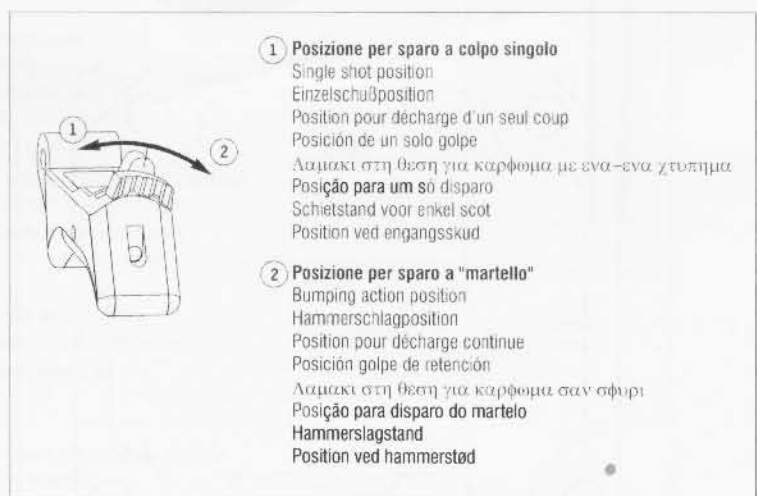 1 Posizione per sparo a colpo singolo
Single shot position
Einzelschußposition
Position pour décharge d'un seul coup
Posición de un solo golpe
Λαμακι στη θεση για καρφωμα με ενα-ενα χτυπημα
Posição para um só disparo
Schietstand voor enkel scot
Position ved engangsskud
1
2
2 Posizione per sparo a "martello"
Bumping action position
Hammerschlagposition
Position pour décharge continue
Posición golpe de retención
Λαμακι στη θεση για καρφωμα σαν σφυρι
Posição para disparo do martelo
Hammerslagstand
Position ved hammerstød